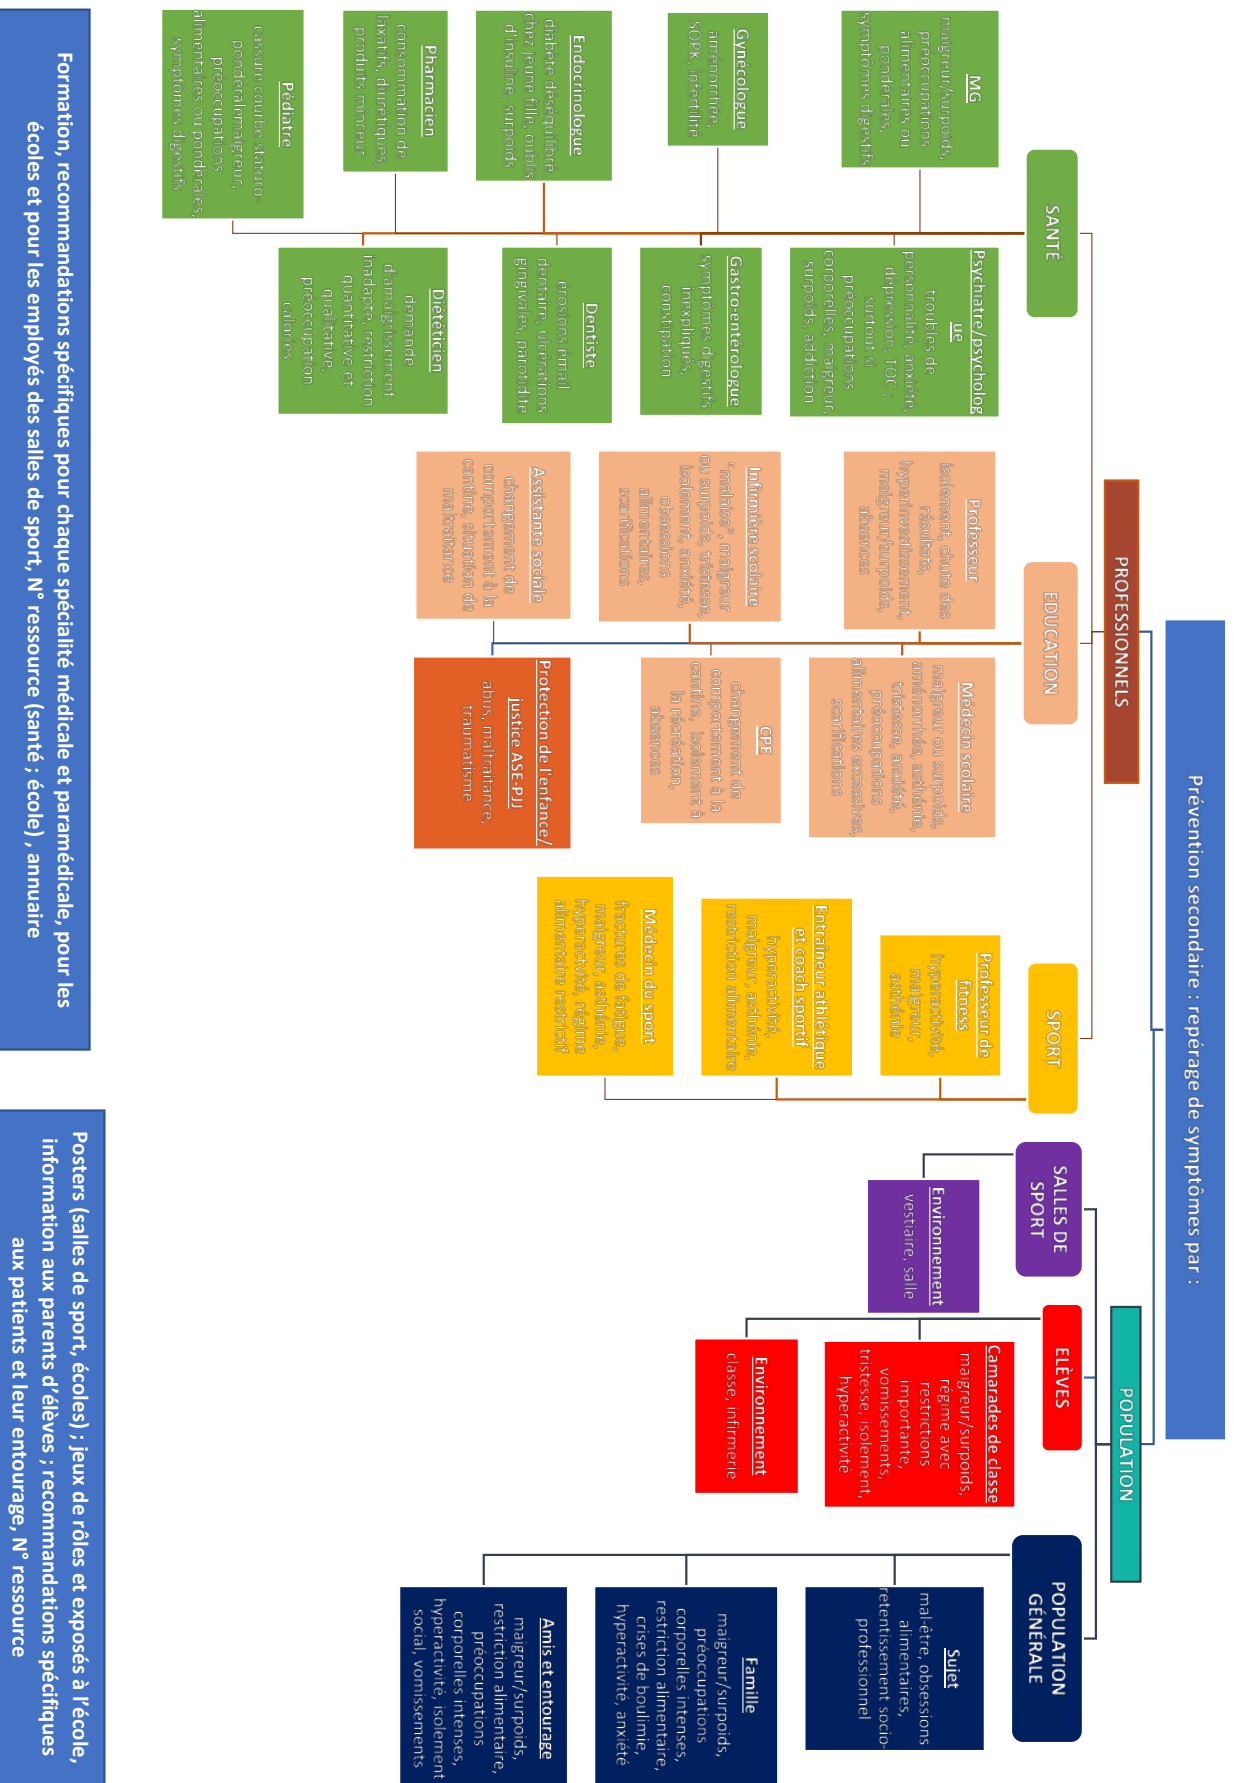 Prévention secondaire : repérage de symptômes par :
PROFESSIONNELS
POPULATION
SANTÉ
EDUCATION
SPORT
SALLES DE
SPORT
ELÈVES
POPULATION
GÉNÉRALE
MG
maigreur/surpoids,
préoccupations
alimentaires ou
pondérales,
symptômes digestifs
Psychiatre/psycholog
ue
troubles de
personnalité, anxiété,
dépression, TOC ;
surtout si
préoccupations
corporelles, maigreur,
surpoids, addiction
Gynécologue
aménorrhée,
SOPK, infertilité
Gastro-entérologue
symptômes digestifs
inexpliqués,
constipation
Endocrinologue
diabète déséquilibré
chez jeune fille, oublis
d'insuline, surpoids
Dentiste
érosions émail
dentaire, ulcérations
gingivales, parotidite
Pharmacien
consommation de
laxatifs, diurétiques,
produits minceur
Diététicien
demande
d'amaigrissement
inadapté, restriction
quantitative et
qualitative,
préoccupation
calories
Pédiatre
cassure courbe staturo-
pondéralemaigreur,
préoccupations
alimentaires ou pondérales,
symptômes digestifs
Professeur
isolement, chute des
résultats,
hyperinvestissement,
maigreur/surpoids,
absences
Médecin scolaire
maigreur ou surpoids,
aménorrhée, asthénie,
tristesse, anxiété,
préoccupations
alimentaires excessives,
scarifications
Infirmière scolaire
"malaise", maigreur
ou surpoids, tristesse,
isolement, anxiété,
obsessions
alimentaires,
scarifications
CPE
changement de
comportement à la
cantine, isolement à
la récréation,
absences
Assistante sociale
changement de
comportement à la
cantine, situation de
maltraitance
Protection de l'enfance/
justice ASE-PJJ
abus, maltraitance,
traumatisme
Professeur de
fitness
hyperactivité,
maigreur,
asthénie
Entraîneur athlétique
et coach sportif
hyperactivité,
maigreur, asthénie,
restriction alimentaire
Médecin du sport
fractures de fatigue,
maigreur, asthénie,
hyperactivité, régime
alimentaire restrictif
Environnement
vestiaire, salle
Camarades de classe
maigreur/surpoids,
régime avec
restrictions
importante,
vomissements,
tristesse, isolement,
hyperactivité
Environnement
classe, infirmerie
Sujet
mal-être, obsessions
alimentaires,
retentissement socio-
professionnel
Famille
maigreur/surpoids,
préoccupations
corporelles intenses,
restriction alimentaire,
crises de boulimie,
hyperactivité, anxiété
Amis et entourage
maigreur/surpoids,
restriction alimentaire,
préoccupations
corporelles intenses,
hyperactivité, isolement
social, vomissements
Formation, recommandations spécifiques pour chaque spécialité médicale et paramédicale, pour les
écoles et pour les employés des salles de sport, N° ressource (santé ; école) , annuaire
Posters (salles de sport, écoles) ; jeux de rôles et exposés à l'école,
information aux parents d'élèves ; recommandations spécifiques
aux patients et leur entourage, N° ressource